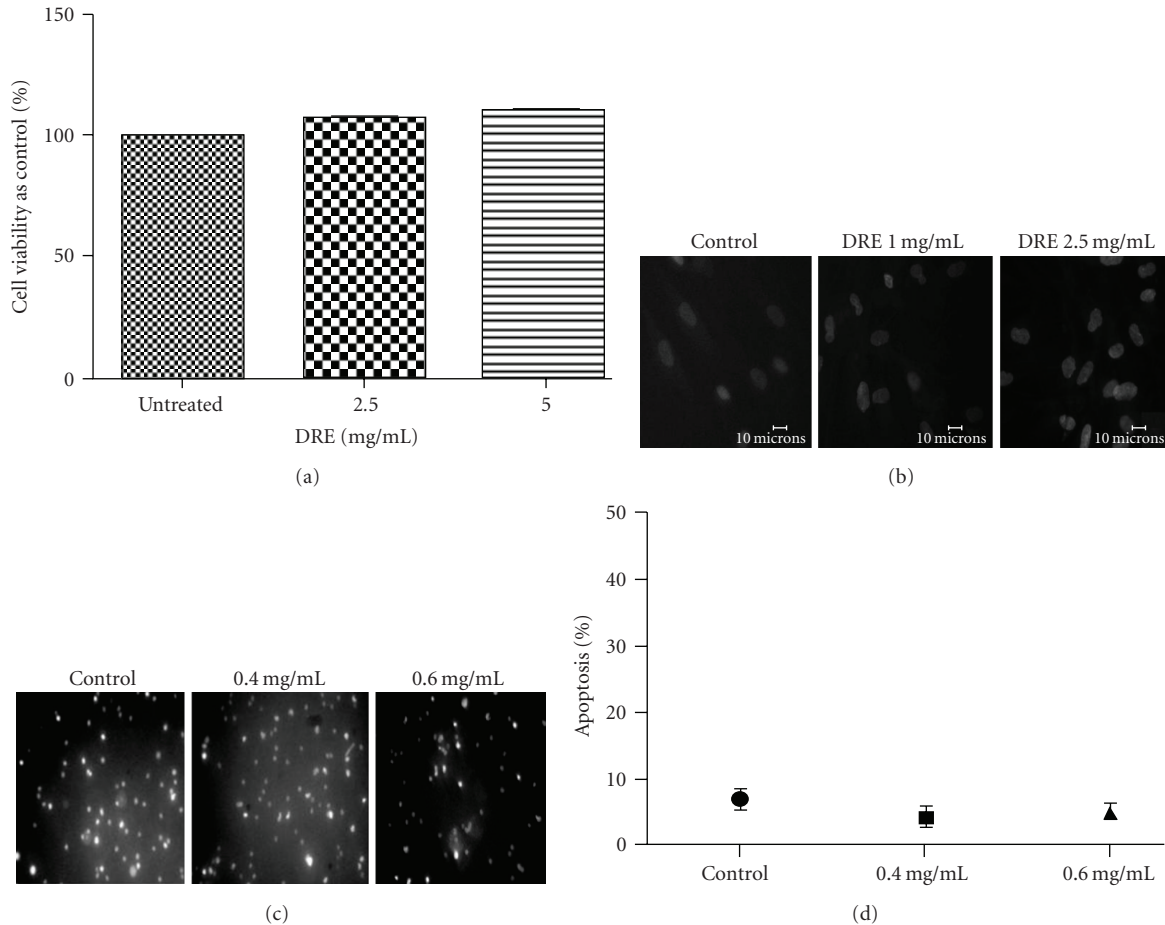 150
100
50
0
Cell viability as control (%)
Untreated
2.5
5
DRE (mg/mL)
(a)
Control
DRE 1 mg/mL
DRE 2.5 mg/mL
10 microns
10 microns
10 microns
(b)
Control
0.4 mg/mL
0.6 mg/mL
(c)
50
40
30
20
10
0
Apoptosis (%)
Control
0.4 mg/mL
0.6 mg/mL
(d)